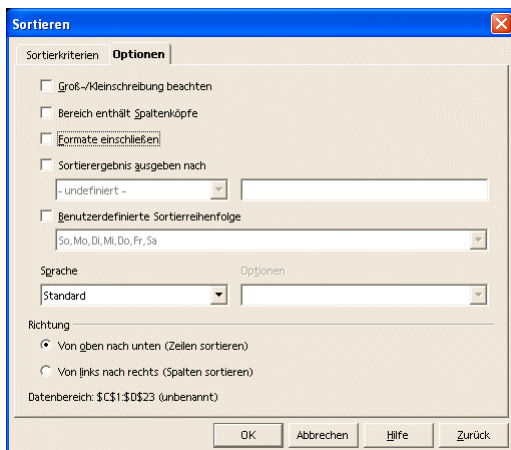 Sortieren
Sortierkriterien Optionen
Groß-/Kleinschreibung beachten
Bereich enthält Spaltenköpfe
Formate einschließen
Sortierergebnis ausgeben nach
- undefiniert -
Benutzerdefinierte Sortierreihenfolge
So,Mo,Di,Mi,Do,Fr,Sa
Sprache Optionen
Standard
Richtung
Von oben nach unten (Zeilen sortieren)
Von links nach rechts (Spalten sortieren)
Datenbereich: $C$1:$D$23 (unbenannt)
OK Abbrechen Hilfe Zurück